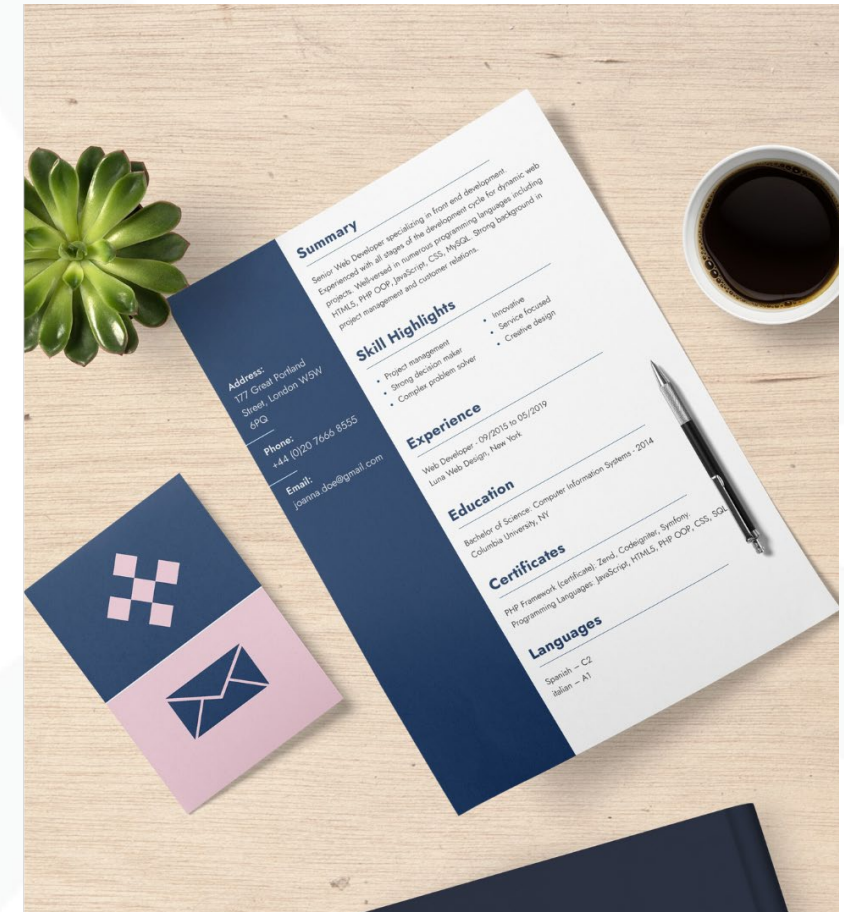 Address:
177 Great Portland
Street, London W5W
6PQ
Phone:
+44 (0)20 7666 8555
Email:
joanna.doe@gmail.com
Summary
Senior Web Developer specializing in front end development.
Experienced with all stages of the development cycle for dynamic web
projects. Well-versed in numerous programming languages including
HTML5, PHP OOP, JavaScript, CSS, MySQL. Strong background in
project management and customer relations.
Skill Highlights
• Project management
• Strong decision maker
• Complex problem solver
• Innovative
• Service focused
• Creative design
Experience
Web Developer - 09/2015 to 05/2019
Luna Web Design, New York
Education
Bachelor of Science: Computer Information Systems - 2014
Columbia University, NY
Certificates
PHP Framework (certificate): Zend, Codeigniter, Symfony.
Programming Languages: JavaScript, HTML5, PHP OOP, CSS, SQL
Languages
Spanish – C2
italian – A1